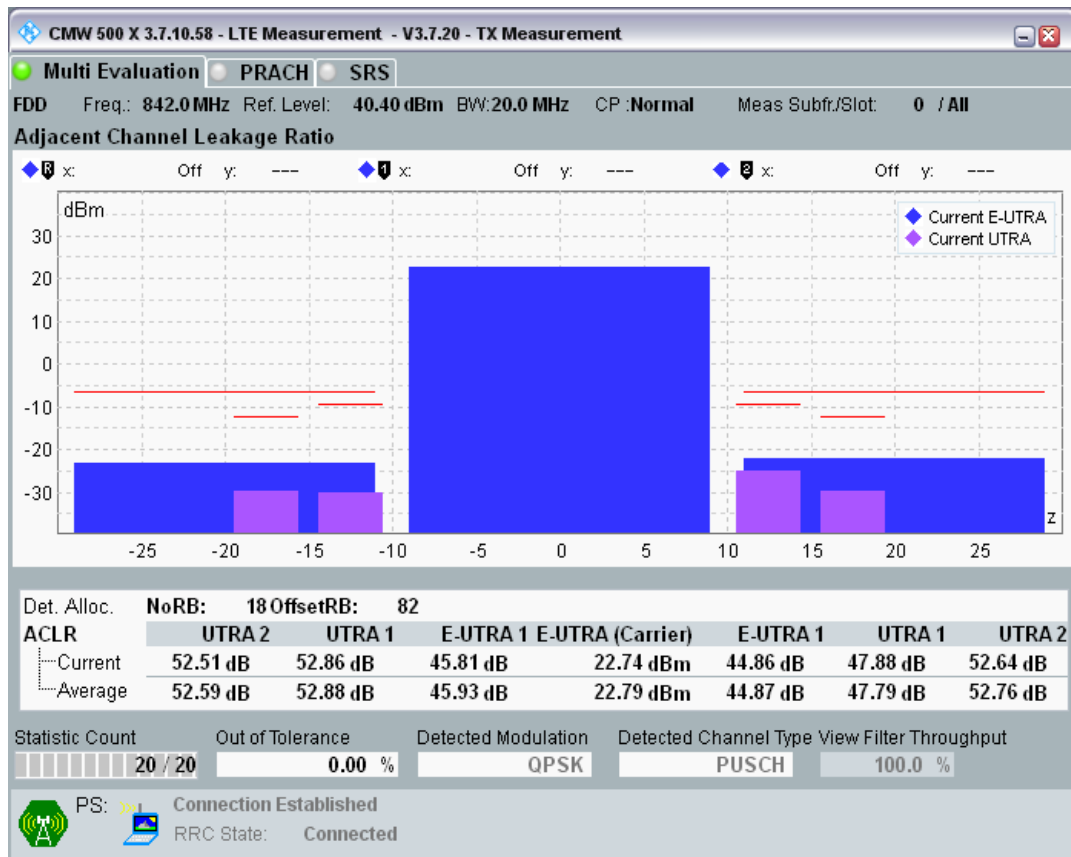 CMW 500 X 3.7.10.58 - LTE Measurement - V3.7.20 - TX Measurement
Multi Evaluation PRACH SRS
FDD Freq.: 842.0 MHz Ref. Level: 40.40 dBm BW:20.0 MHz CP :Normal Meas Subfr./Slot: 0 / All
Adjacent Channel Leakage Ratio
R x: Off y: --- 1 x: Off y: --- 2 x: Off y: ---
dBm
Current E-UTRA
Current UTRA
30
20
10
0
-10
-20
-30
z
-25 -20 -15 -10 -5 0 5 10 15 20 25
Det. Alloc. NoRB: 18 OffsetRB: 82
ACLR UTRA 2 UTRA 1 E-UTRA 1 E-UTRA (Carrier) E-UTRA 1 UTRA 1 UTRA 2
Current 52.51 dB 52.86 dB 45.81 dB 22.74 dBm 44.86 dB 47.88 dB 52.64 dB
Average 52.59 dB 52.88 dB 45.93 dB 22.79 dBm 44.87 dB 47.79 dB 52.76 dB
Statistic Count Out of Tolerance Detected Modulation Detected Channel Type View Filter Throughput
20 / 20 0.00 % QPSK PUSCH 100.0 %
PS: Connection Established
RRC State: Connected